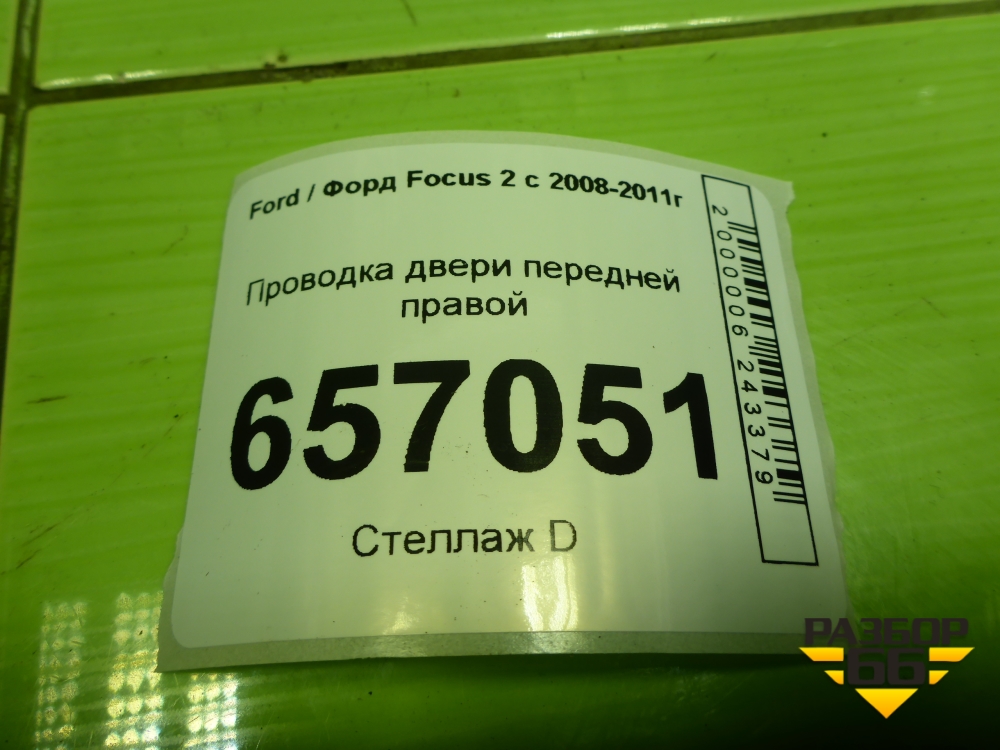 Ford / Форд Focus 2 с 2008-2011г
Проводка двери передней
правой
657051
Стеллаж D
2000006243379
РАЗБОР
66